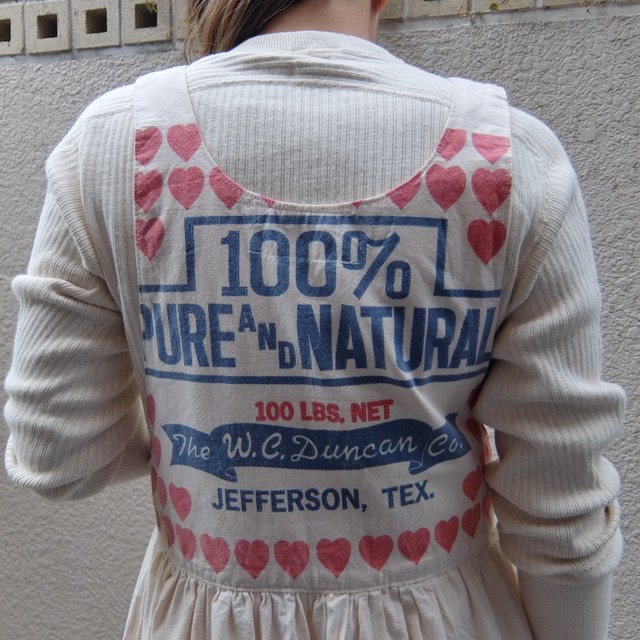 100%
PURE AND NATURAL
100 LBS. NET
The W.C. Duncan Co.
JEFFERSON, TEX.